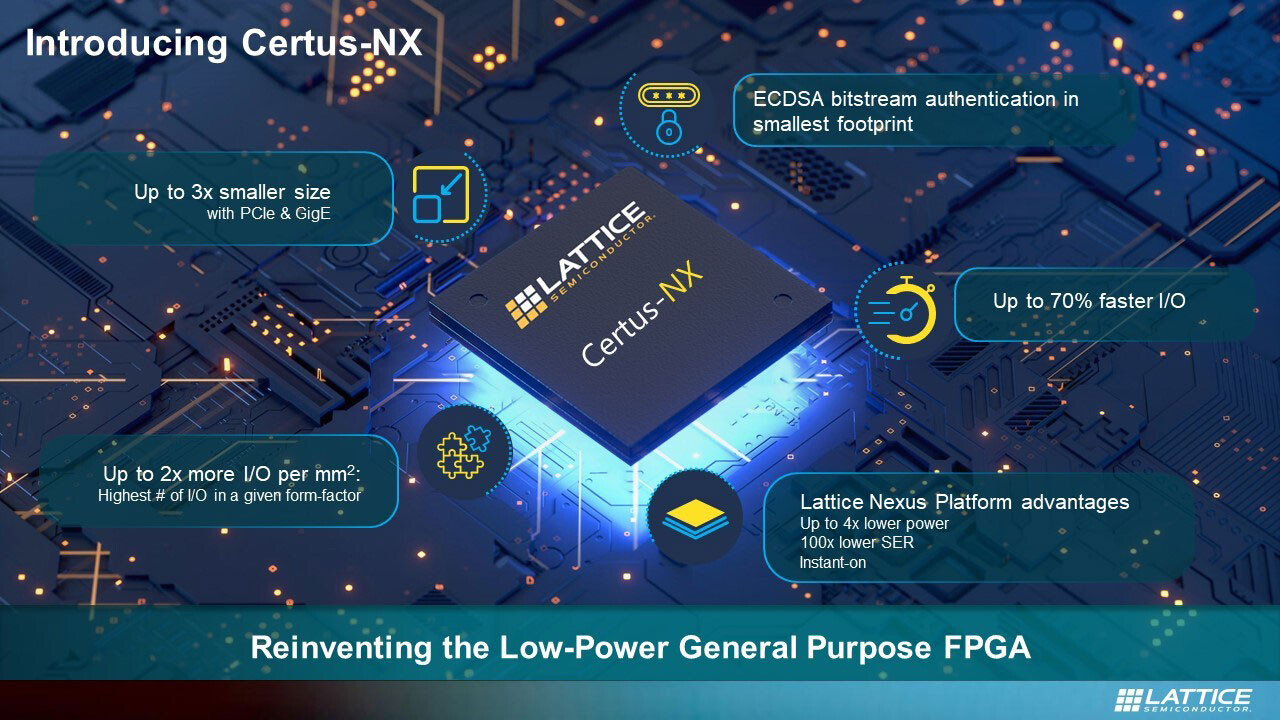 Introducing Certus-NX
ECDSA bitstream authentication in
smallest footprint
Up to 3x smaller size
with PCIe & GigE
LATTICE
SEMICONDUCTOR.
Certus-NX
Up to 70% faster I/O
Up to 2x more I/O per mm²:
Highest # of I/O in a given form-factor
Lattice Nexus Platform advantages
Up to 4x lower power
100x lower SER
Instant-on
Reinventing the Low-Power General Purpose FPGA
LATTICE
SEMICONDUCTOR.